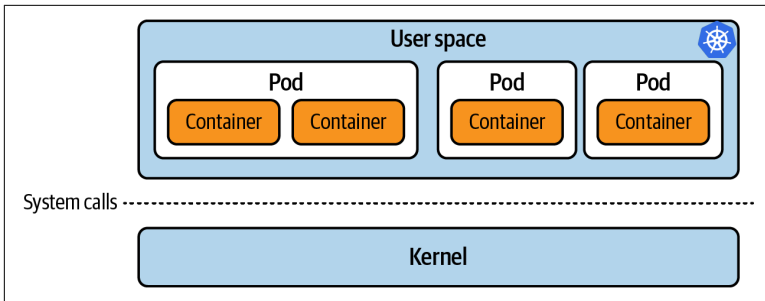 User space
Pod
Pod
Pod
Container
Container
Container
Container
System calls
Kernel